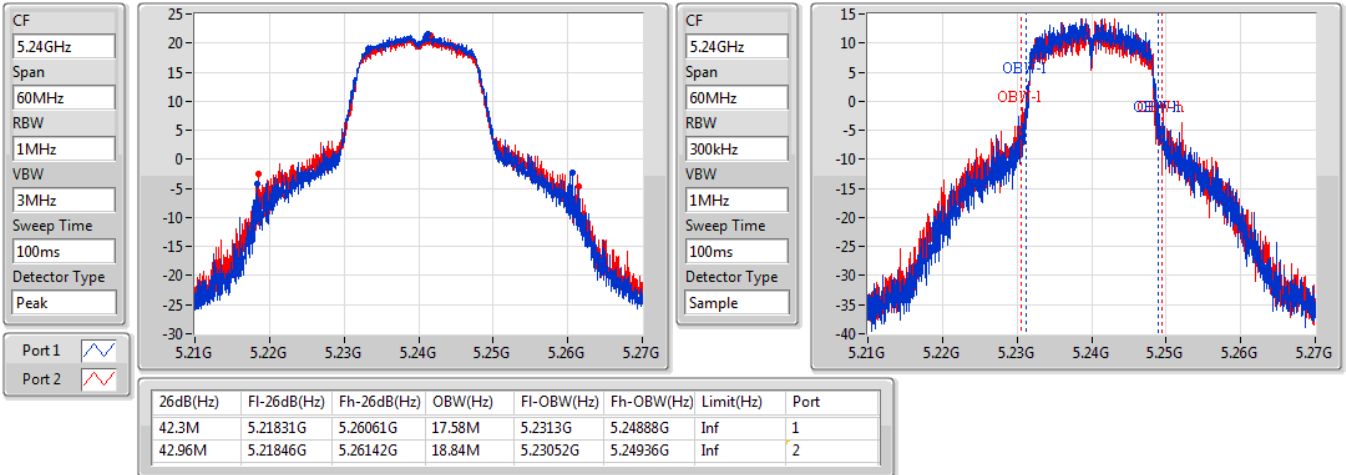 CF
5.24GHz
Span
60MHz
RBW
1MHz
VBW
3MHz
Sweep Time
100ms
Detector Type
Peak
Port 1
Port 2
25
20
15
10
5
0
-5
-10
-15
-20
-25
-30
5.21G 5.22G 5.23G 5.24G 5.25G 5.26G 5.27G
CF
5.24GHz
Span
60MHz
RBW
300kHz
VBW
1MHz
Sweep Time
100ms
Detector Type
Sample
15
10
5
0
-5
-10
-15
-20
-25
-30
-35
-40
OBW-l
OBW-l
OBW-h
5.21G 5.22G 5.23G 5.24G 5.25G 5.26G 5.27G
26dB(Hz) Fl-26dB(Hz) Fh-26dB(Hz) OBW(Hz) Fl-OBW(Hz) Fh-OBW(Hz) Limit(Hz) Port
42.3M 5.21831G 5.26061G 17.58M 5.2313G 5.24888G Inf 1
42.96M 5.21846G 5.26142G 18.84M 5.23052G 5.24936G Inf 2